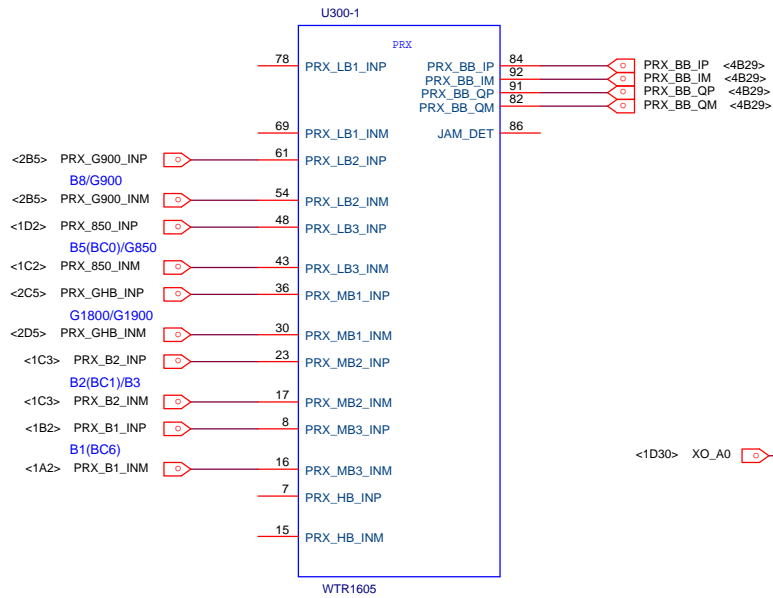 U300-1
PRX
78 PRX_LB1_INP PRX_BB_IP 84 PRX_BB_IP <4B29>
PRX_BB_IM 92 PRX_BB_IM <4B29>
PRX_BB_QP 91 PRX_BB_QP <4B29>
PRX_BB_QM 82 PRX_BB_QM <4B29>
69 PRX_LB1_INM JAM_DET 86
<2B5> PRX_G900_INP 61 PRX_LB2_INP
B8/G900
<2B5> PRX_G900_INM 54 PRX_LB2_INM
<1D2> PRX_850_INP 48 PRX_LB3_INP
B5(BC0)/G850
<1C2> PRX_850_INM 43 PRX_LB3_INM
<2C5> PRX_GHB_INP 36 PRX_MB1_INP
G1800/G1900
<2D5> PRX_GHB_INM 30 PRX_MB1_INM
<1C3> PRX_B2_INP 23 PRX_MB2_INP
B2(BC1)/B3
<1C3> PRX_B2_INM 17 PRX_MB2_INM
<1B2> PRX_B1_INP 8 PRX_MB3_INP
B1(BC6)
<1D30> XO_A0
<1A2> PRX_B1_INM 16 PRX_MB3_INM
7 PRX_HB_INP
15 PRX_HB_INM
WTR1605